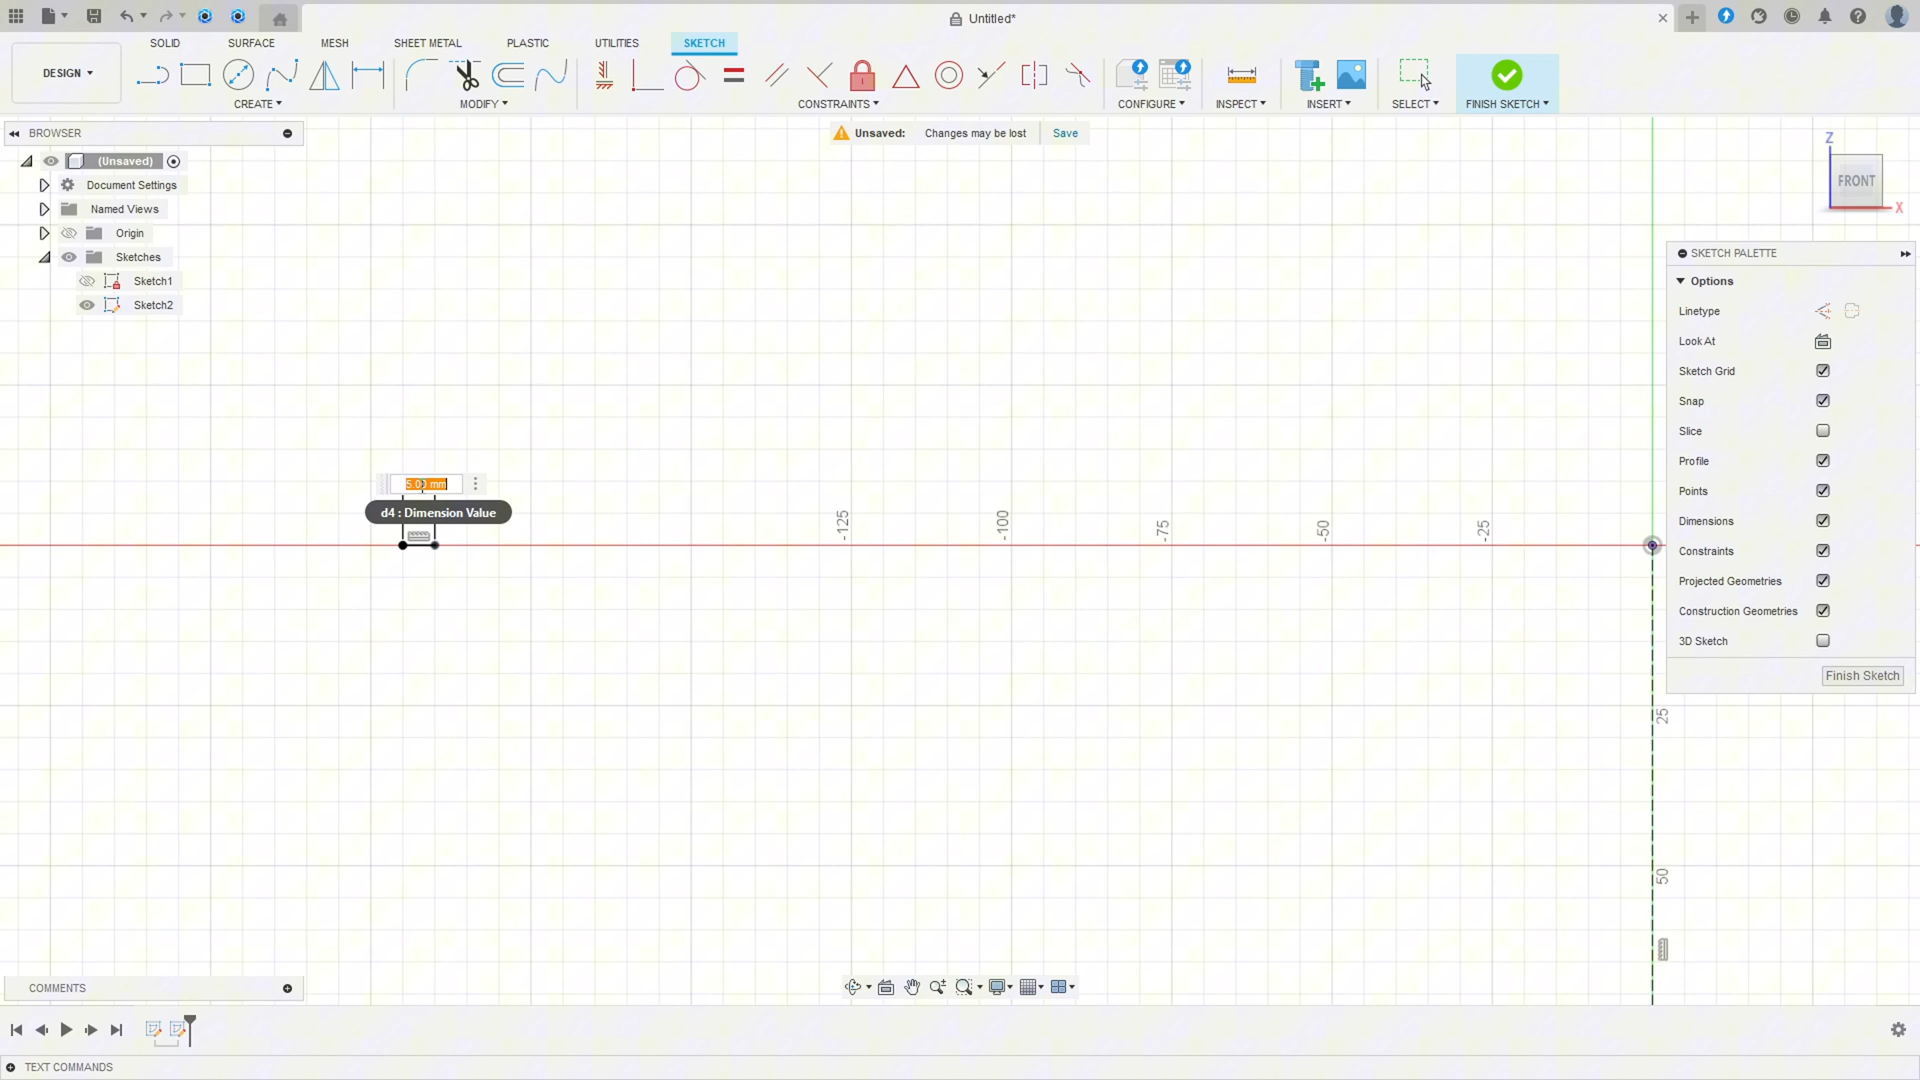 Untitled*
SOLID SURFACE MESH SHEET METAL PLASTIC UTILITIES SKETCH
DESIGN
CREATE MODIFY CONSTRAINTS CONFIGURE INSPECT INSERT SELECT FINISH SKETCH
BROWSER
Unsaved: Changes may be lost Save
(Unsaved)
Document Settings
Named Views
Origin
Sketches
Sketch1
Sketch2
Z
FRONT
X
SKETCH PALETTE
Options
Linetype
Look At
Sketch Grid
Snap
Slice
Profile
Points
Dimensions
Constraints
Projected Geometries
Construction Geometries
3D Sketch
Finish Sketch
5.00 mm
d4 : Dimension Value
-125
-100
-75
-50
-25
25
50
COMMENTS
TEXT COMMANDS